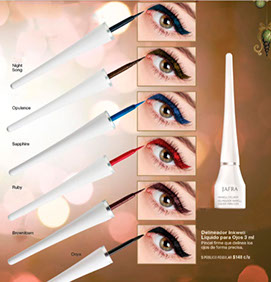 Night
Song
Opulence
Sapphire
Ruby
Browntown
Onyx
JAFRA
Delineador Inkwell
Líquido para Ojos 3 ml
Pincel firme que delinea los
ojos de forma precisa.
$149 c/u